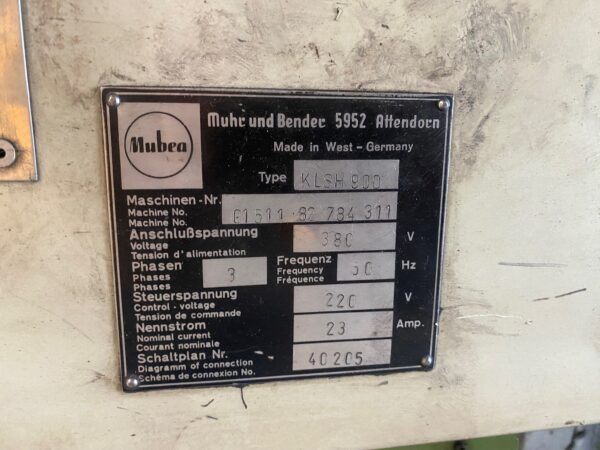 Mubea
Muhr und Bender 5952 Attendorn
Made in West - Germany
Type KLSH 900
Maschinen-Nr.
Machine No.
Machine No.
82 784 311
Anschlußspannung 380 V
Voltage
Tension d'alimentation
Phasen 3 Frequenz 50 Hz
Phases Frequency
Phases Fréquence
Steuerspannung 220 V
Control - voltage
Tension de commande
Nennstrom 23 Amp.
Nominal current
Courant nominale
Schaltplan Nr. 40205
Diagramm of connection
Schéma de connexion No.